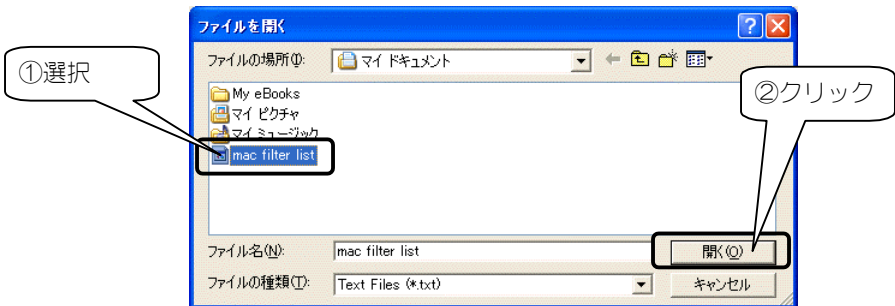 ファイルを開く
①選択
ファイルの場所(I):
マイ ドキュメント
②クリック
My eBooks
マイ ピクチャ
マイ ミュージック
mac filter list
ファイル名(N):
mac filter list
開く(O)
ファイルの種類(T):
Text Files (*.txt)
キャンセル